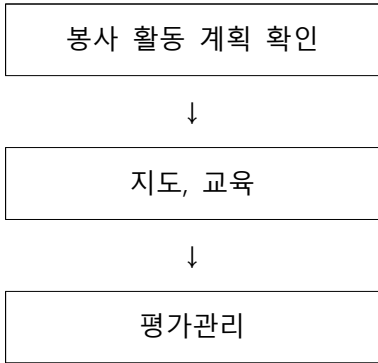 봉사 활동 계획 확인
↓
지도, 교육
↓
평가관리